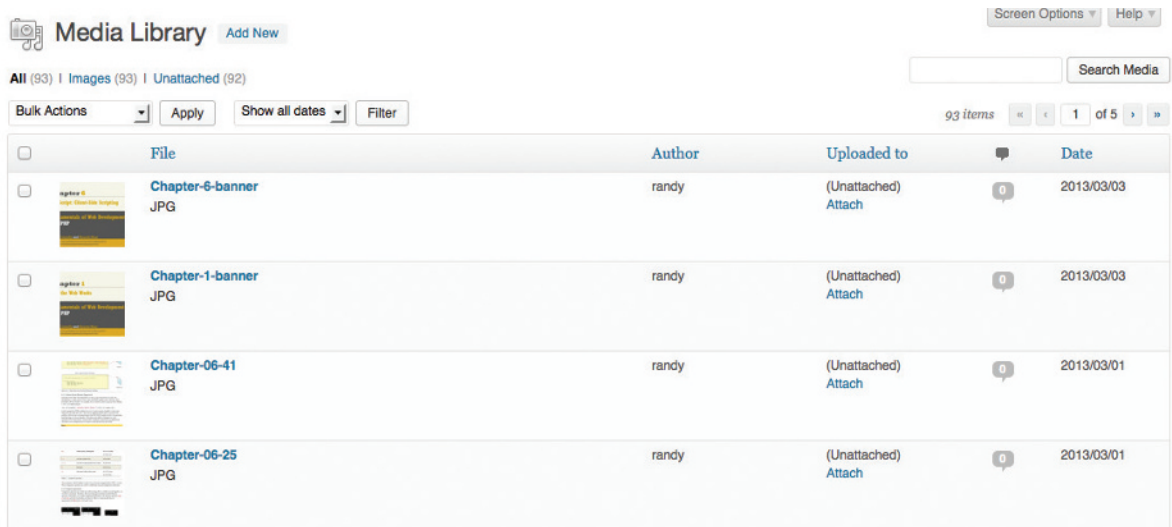 Screen Options Help
Media Library Add New
All (93) | Images (93) | Unattached (92)
Search Media
Bulk Actions Apply Show all dates Filter
93 items « ‹ 1 of 5 › »
File Author Uploaded to Date
Chapter-6-banner randy (Unattached) 0 2013/03/03
JPG Attach
Chapter-1-banner randy (Unattached) 0 2013/03/03
JPG Attach
Chapter-06-41 randy (Unattached) 0 2013/03/01
JPG Attach
Chapter-06-25 randy (Unattached) 0 2013/03/01
JPG Attach